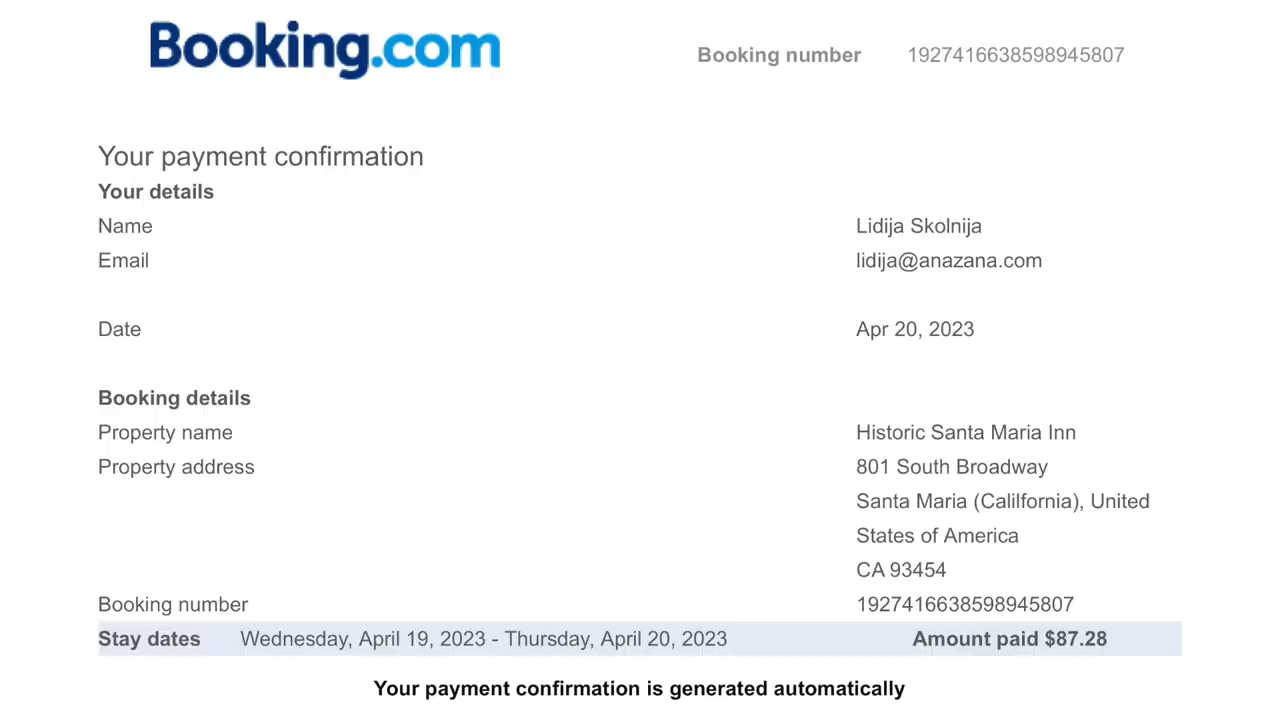 Booking.com
Booking number 1927416638598945807
Your payment confirmation
Your details
Name Lidija Skolnija
Email lidija@anazana.com
Date Apr 20, 2023
Booking details
Property name Historic Santa Maria Inn
Property address 801 South Broadway
Santa Maria (Calilfornia), United
States of America
CA 93454
Booking number 1927416638598945807
Stay dates Wednesday, April 19, 2023 - Thursday, April 20, 2023 Amount paid $87.28
Your payment confirmation is generated automatically